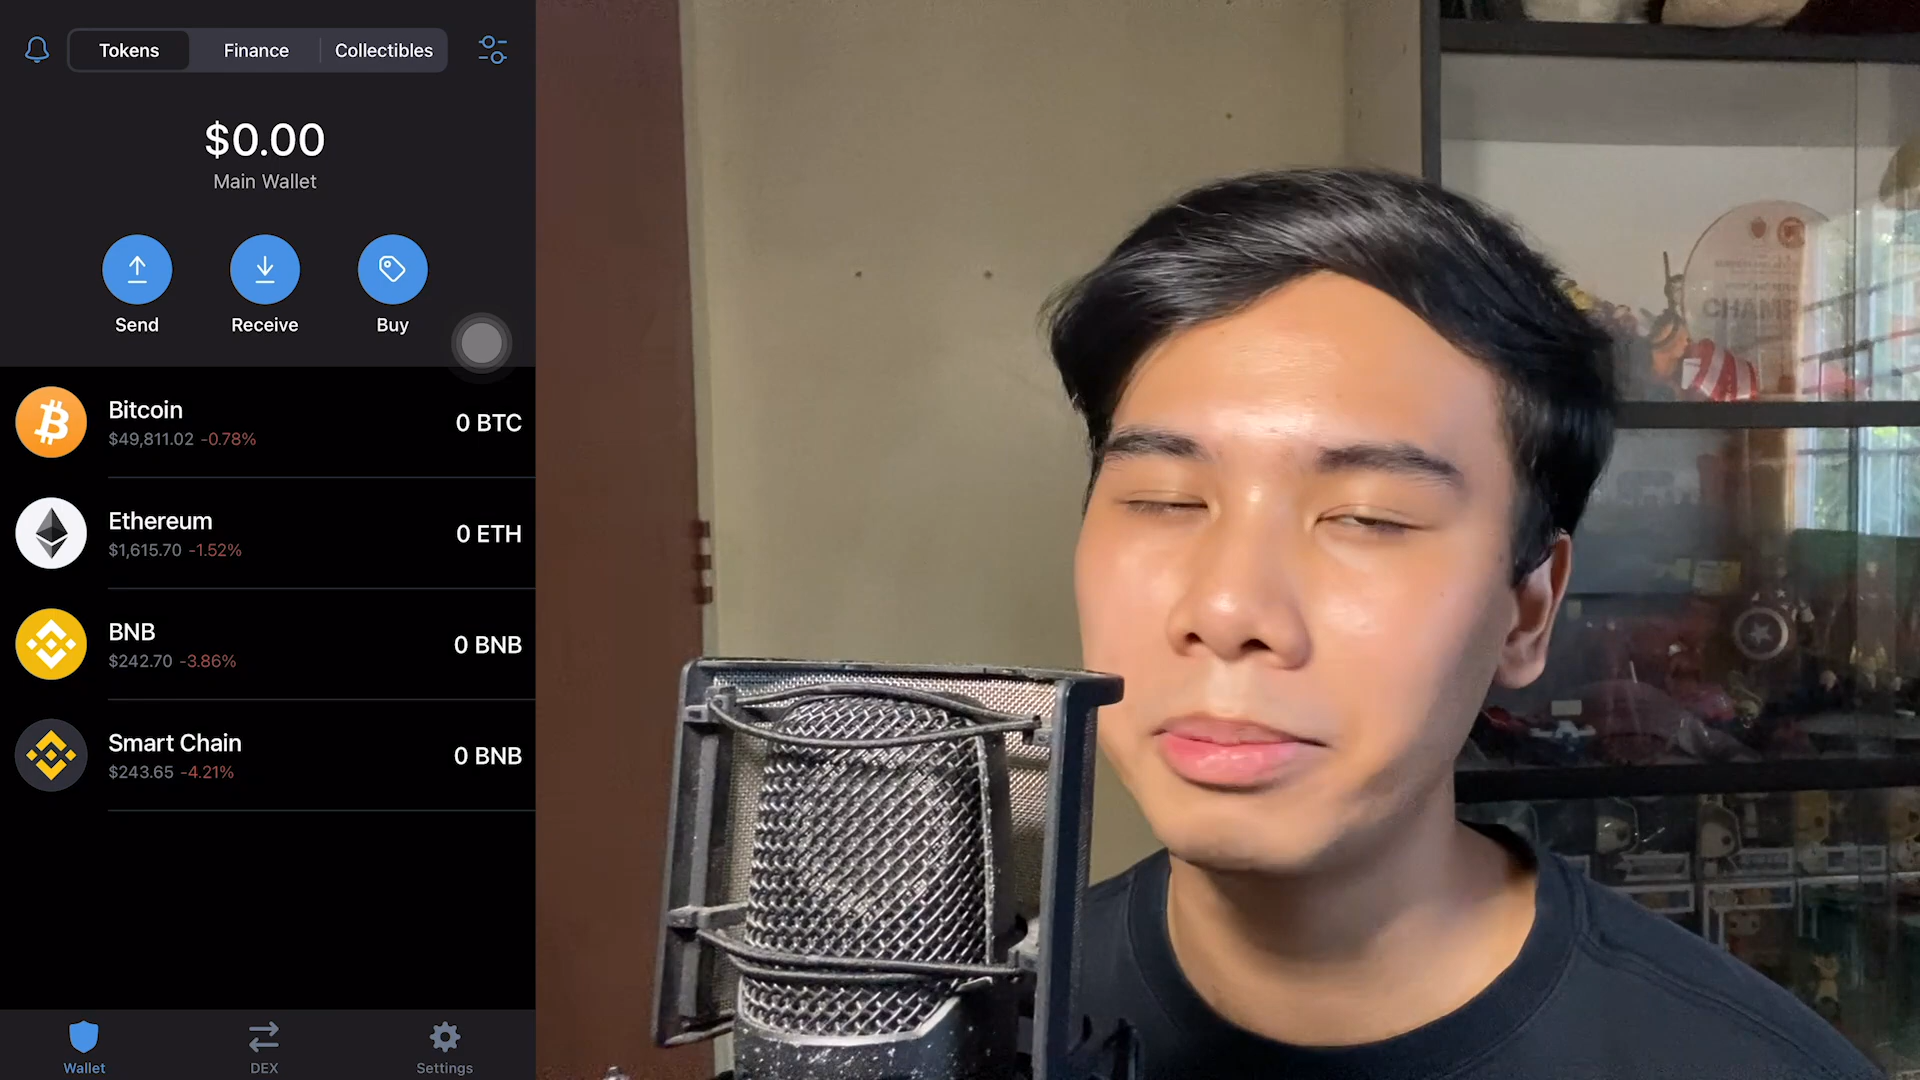 Tokens Finance Collectibles
$0.00
Main Wallet
Send Receive Buy
Bitcoin
$49,811.02 -0.78%
0 BTC
Ethereum
$1,615.70 -1.52%
0 ETH
BNB
$242.70 -3.86%
0 BNB
Smart Chain
$243.65 -4.21%
0 BNB
Wallet DEX Settings